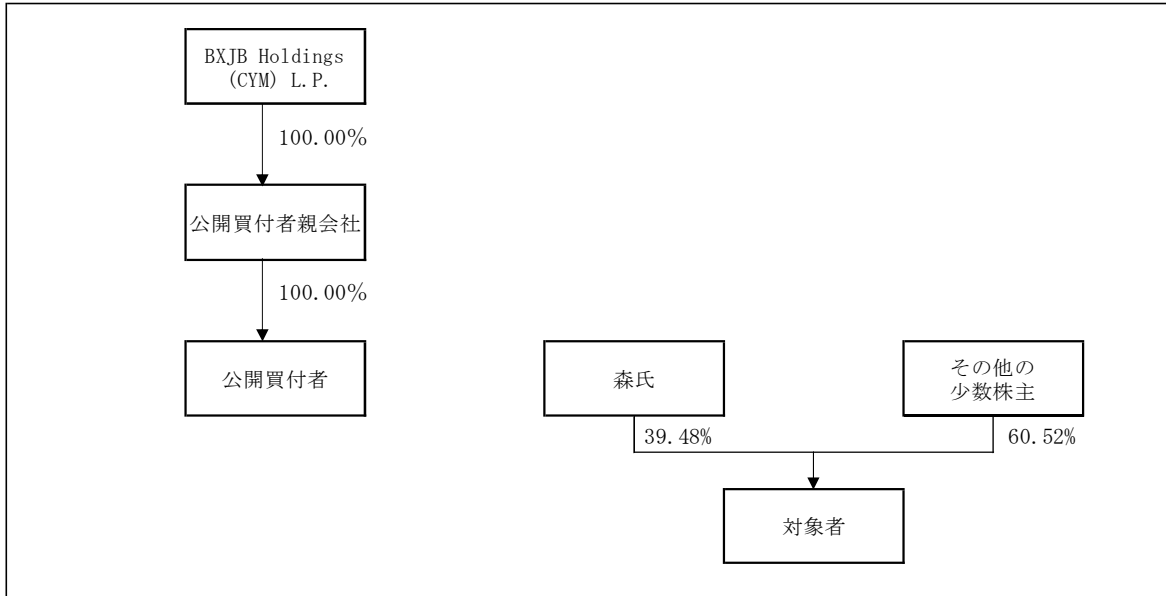 BXJB Holdings
(CYM) L.P.
100.00%
公開買付者親会社
100.00%
公開買付者
森氏
その他の
少数株主
39.48%
60.52%
対象者